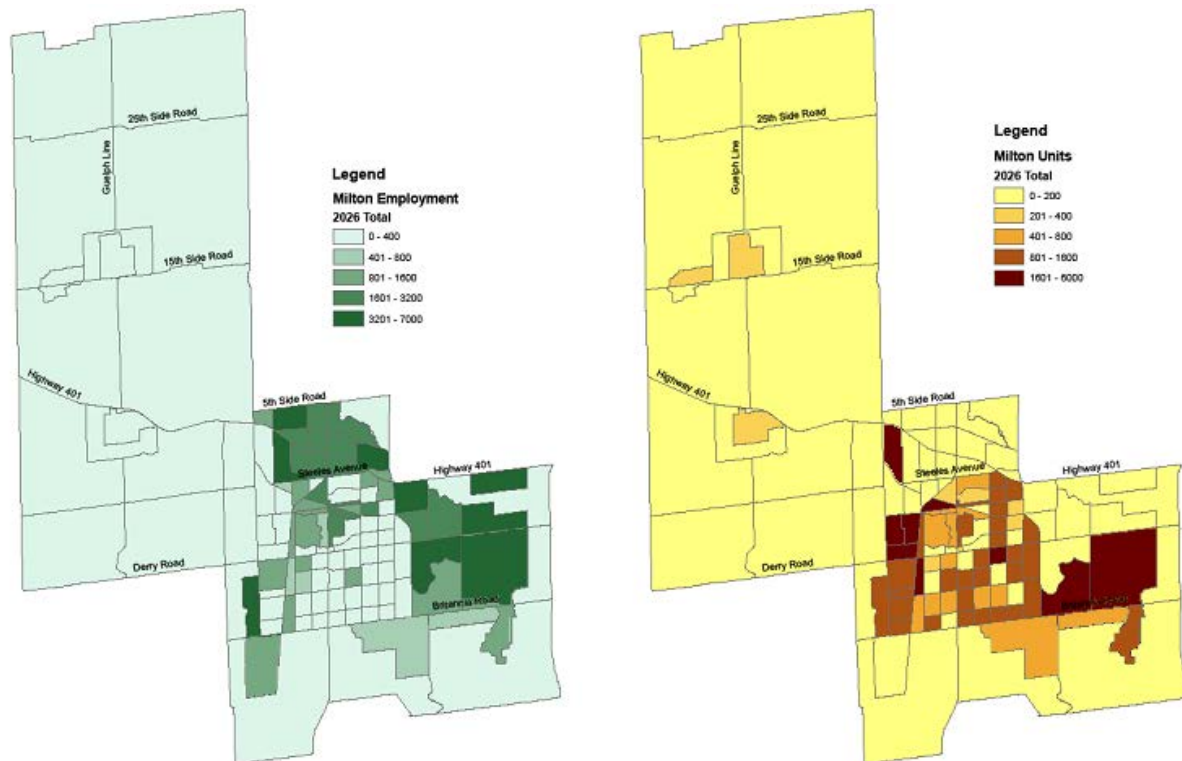 25th Side Road
Guelph Line
15th Side Road
Highway 401
5th Side Road
Steeles Avenue
Highway 401
Derry Road
Britannia Road
Legend
Milton Employment
2026 Total
0 - 400
401 - 800
801 - 1600
1601 - 3200
3201 - 7000
25th Side Road
Guelph Line
15th Side Road
Highway 401
5th Side Road
Steeles Avenue
Highway 401
Derry Road
Legend
Milton Units
2026 Total
0 - 200
201 - 400
401 - 800
801 - 1600
1601 - 6000